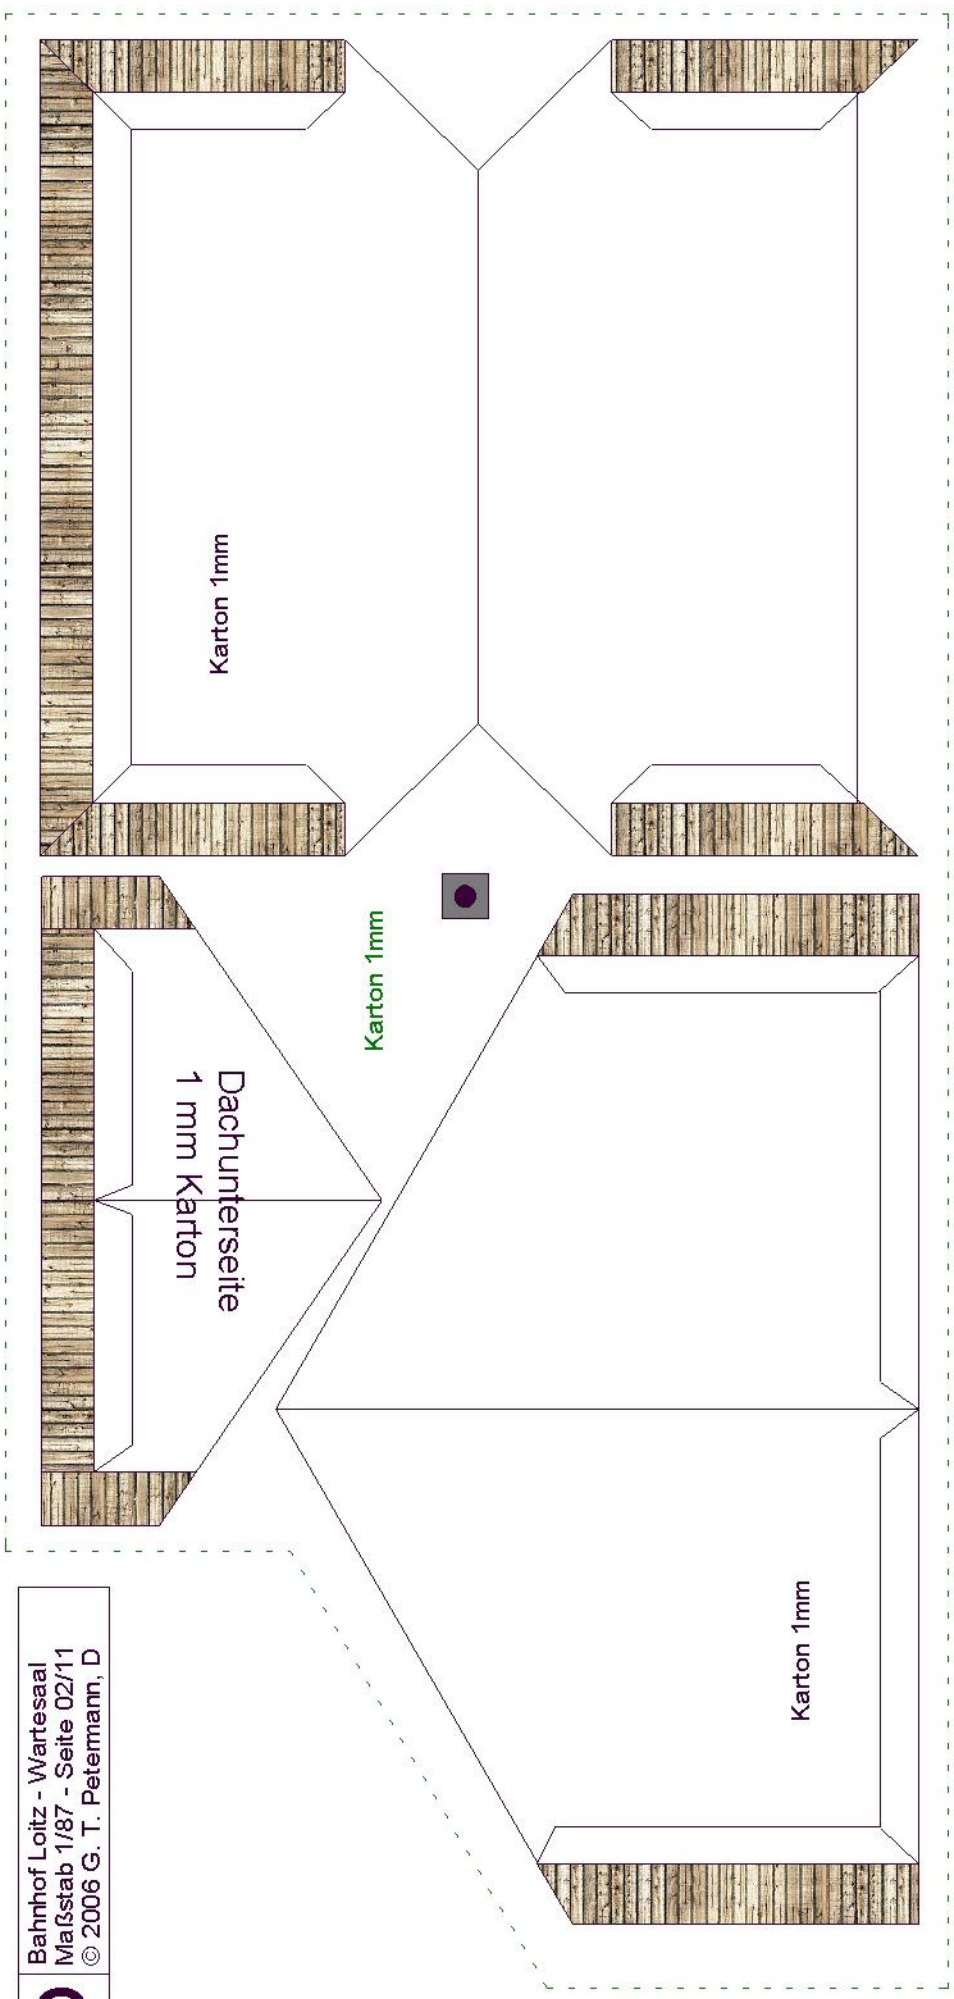 Karton 1mm
Karton 1mm
Dachunterseite
1 mm Karton
Karton 1mm
Bahnhof Loitz - Wartesaal
Maßstab 1/87 - Seite 02/11
© 2006 G. T. Petermann, D